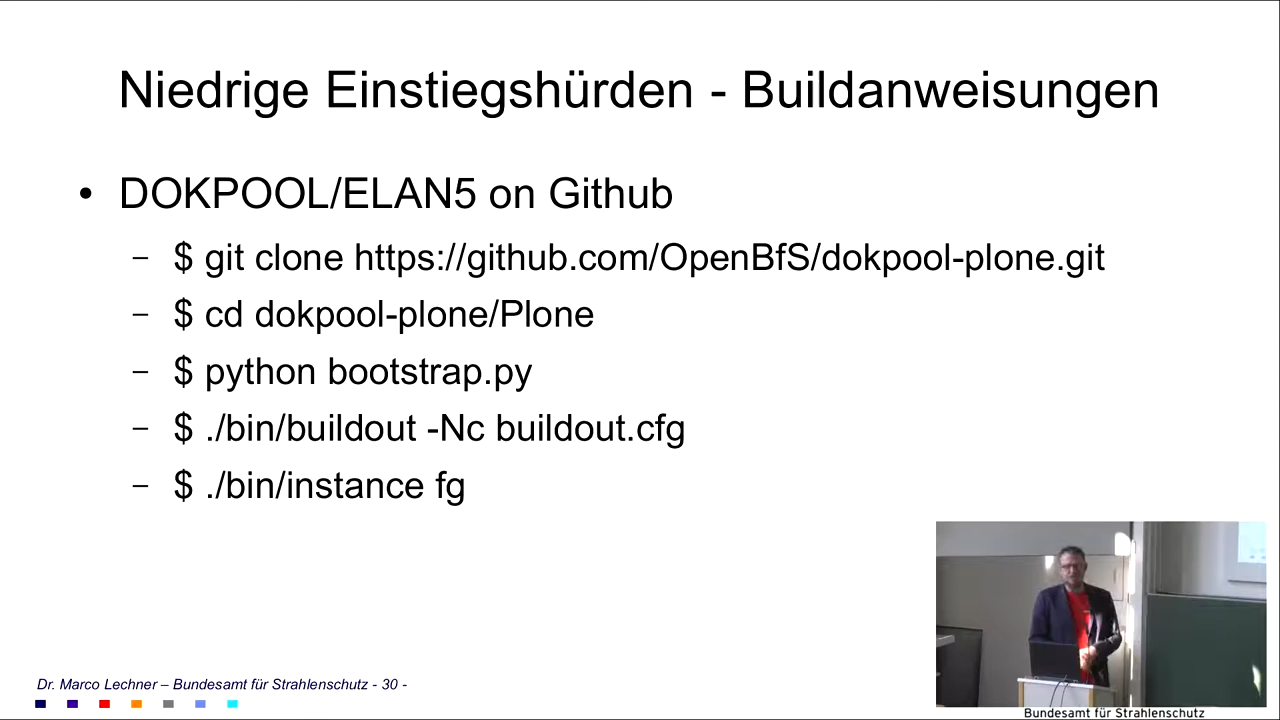 Niedrige Einstiegshürden - Buildanweisungen
• DOKPOOL/ELAN5 on Github
– $ git clone https://github.com/OpenBfS/dokpool-plone.git
– $ cd dokpool-plone/Plone
– $ python bootstrap.py
– $ ./bin/buildout -Nc buildout.cfg
– $ ./bin/instance fg
Dr. Marco Lechner – Bundesamt für Strahlenschutz - 30 -
Bundesamt für Strahlenschutz